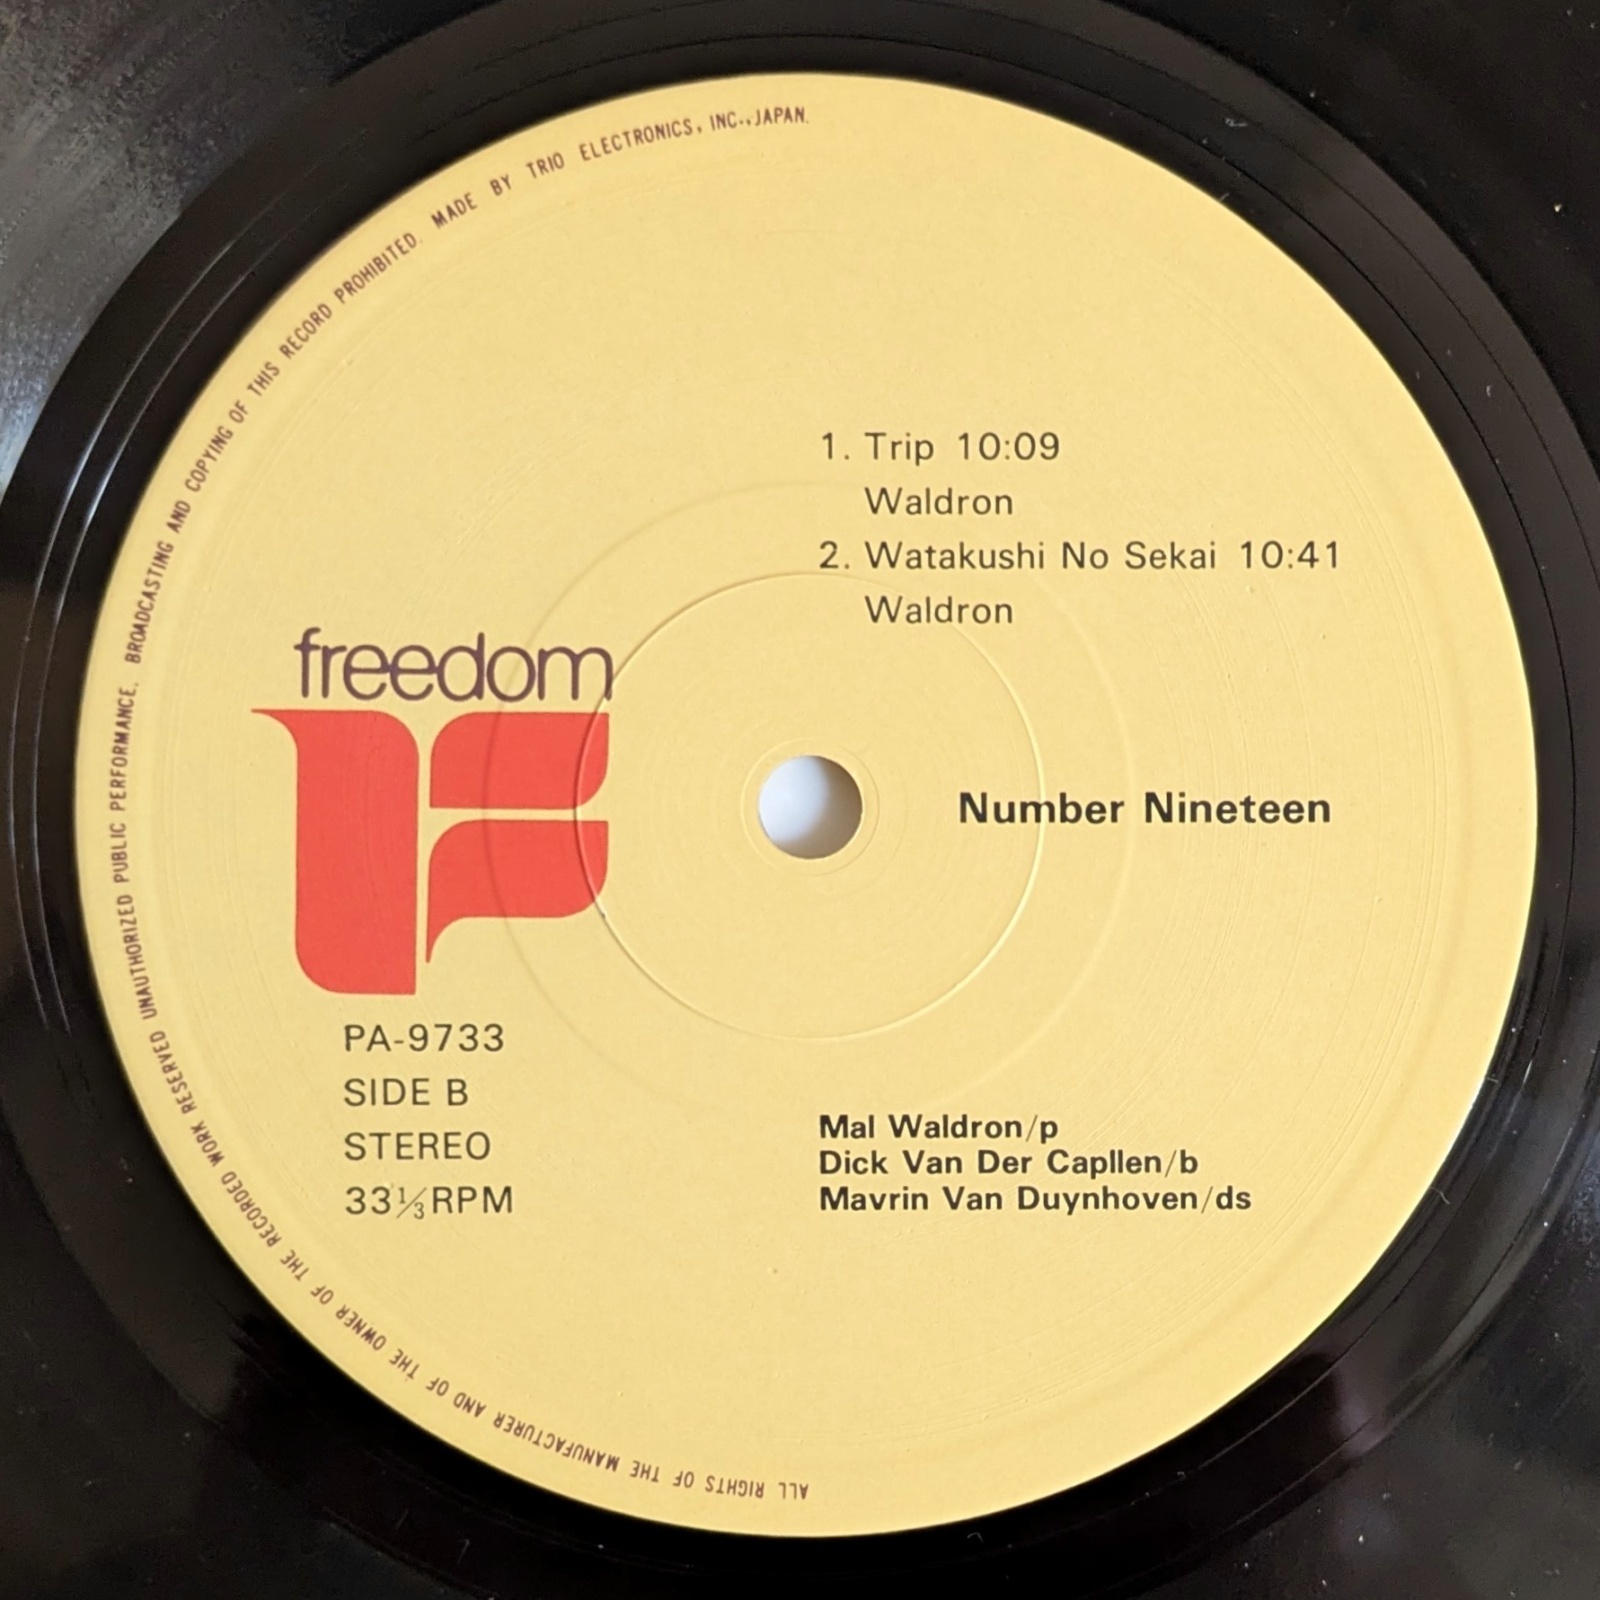 1. Trip 10:09
Waldron
2. Watakushi No Sekai 10:41
Waldron
freedom
Number Nineteen
PA-9733
SIDE B
STEREO
33⅓RPM
Mal Waldron/p
Dick Van Der Capllen/b
Mavrin Van Duynhoven/ds
ALL RIGHTS OF THE MANUFACTURER AND OF THE OWNER OF THE RECORDED WORK RESERVED UNAUTHORIZED PUBLIC PERFORMANCE. BROADCASTING AND COPYING OF THIS RECORD PROHIBITED. MADE BY TRIO ELECTRONICS, INC., JAPAN.